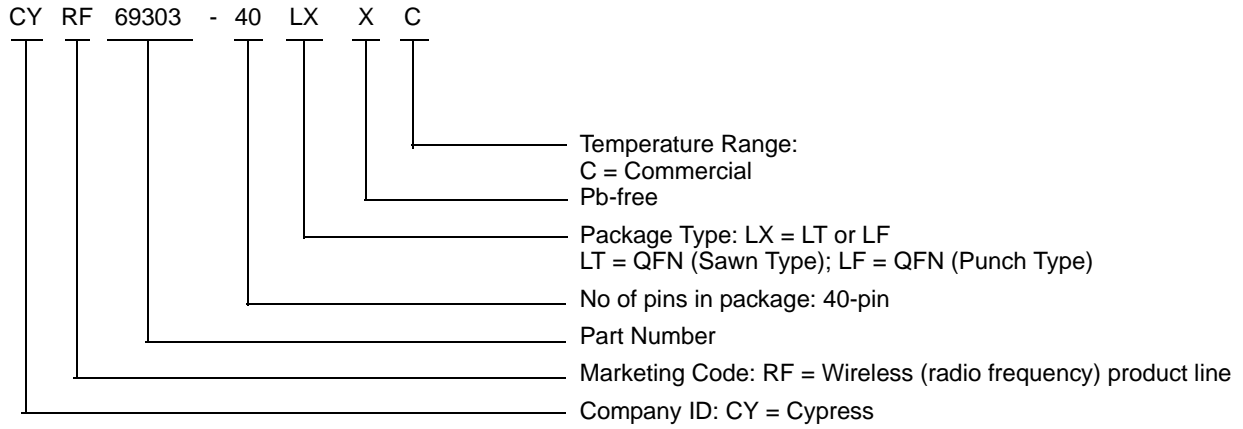 CY RF 69303 - 40 LX X C
Temperature Range:
C = Commercial
Pb-free
Package Type: LX = LT or LF
LT = QFN (Sawn Type); LF = QFN (Punch Type)
No of pins in package: 40-pin
Part Number
Marketing Code: RF = Wireless (radio frequency) product line
Company ID: CY = Cypress